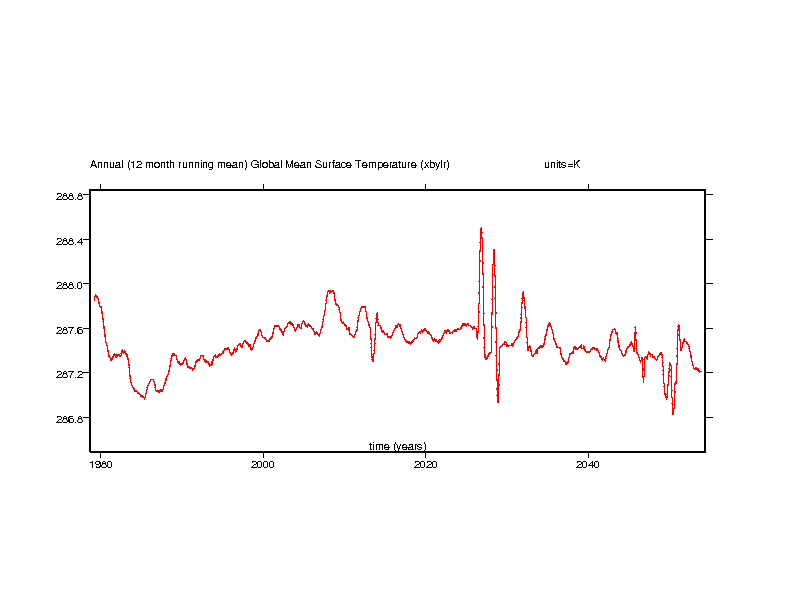 Annual (12 month running mean) Global Mean Surface Temperature (xbylr) units=K
288.8
288.4
288.0
287.6
287.2
286.8
time (years)
1980 2000 2020 2040